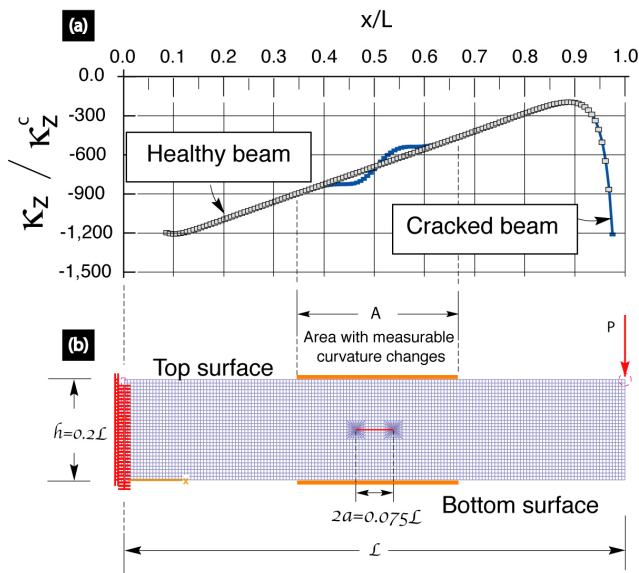 (a)
x/L
0.0 0.1 0.2 0.3 0.4 0.5 0.6 0.7 0.8 0.9 1.0
0.0
-300
-600
-900
-1,200
-1,500
κz / κz^c
Healthy beam
Cracked beam
A
Area with measurable
curvature changes
(b)
P
Top surface
h=0.2L
x
2a=0.075L
Bottom surface
L